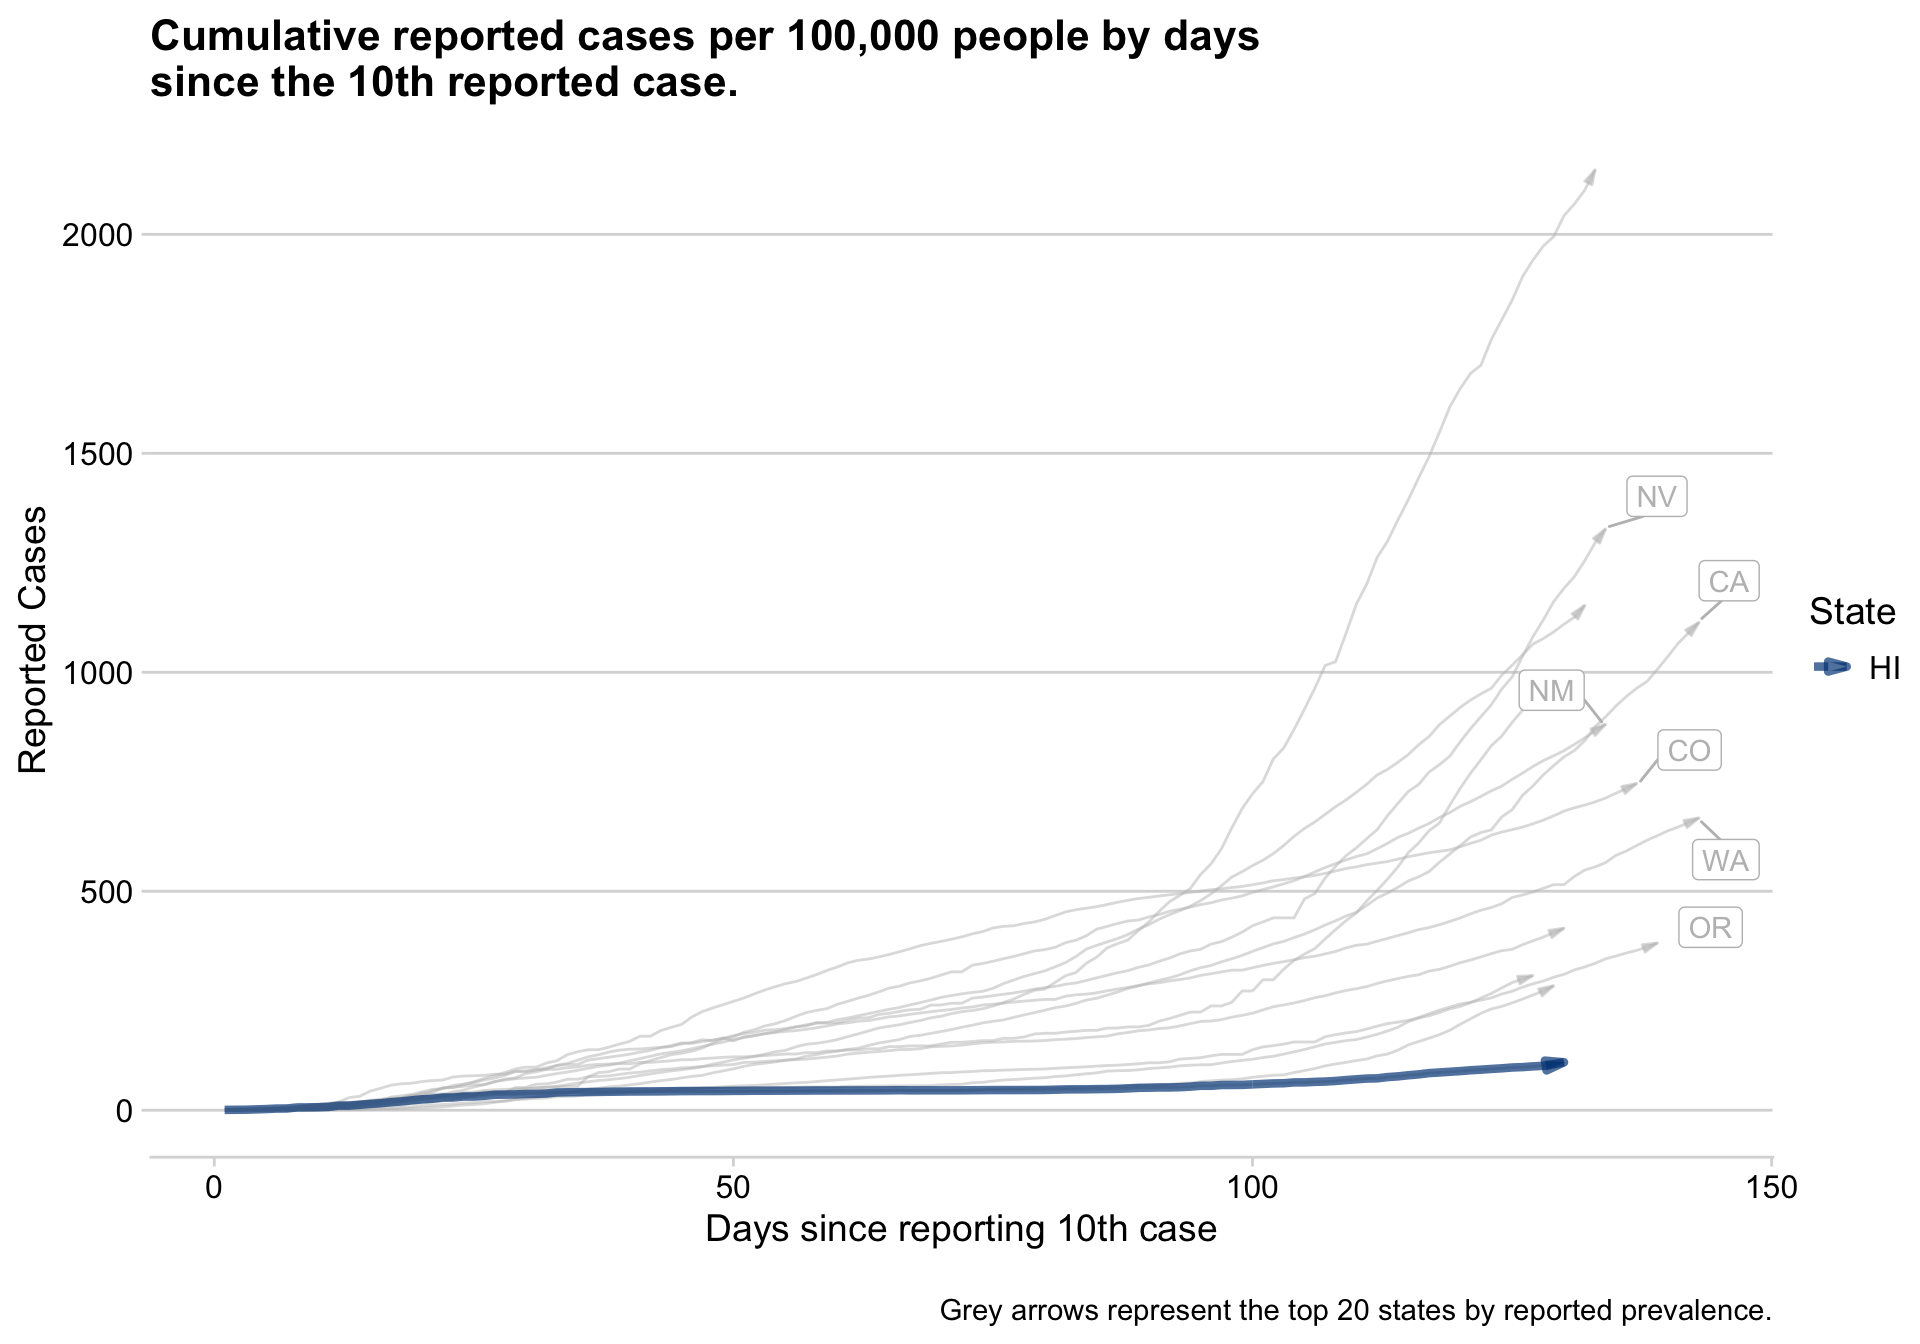 Cumulative reported cases per 100,000 people by days
since the 10th reported case.
2000
1500
1000
500
0
Reported Cases
NV
CA
NM
CO
WA
OR
State
HI
0
50
100
150
Days since reporting 10th case
Grey arrows represent the top 20 states by reported prevalence.